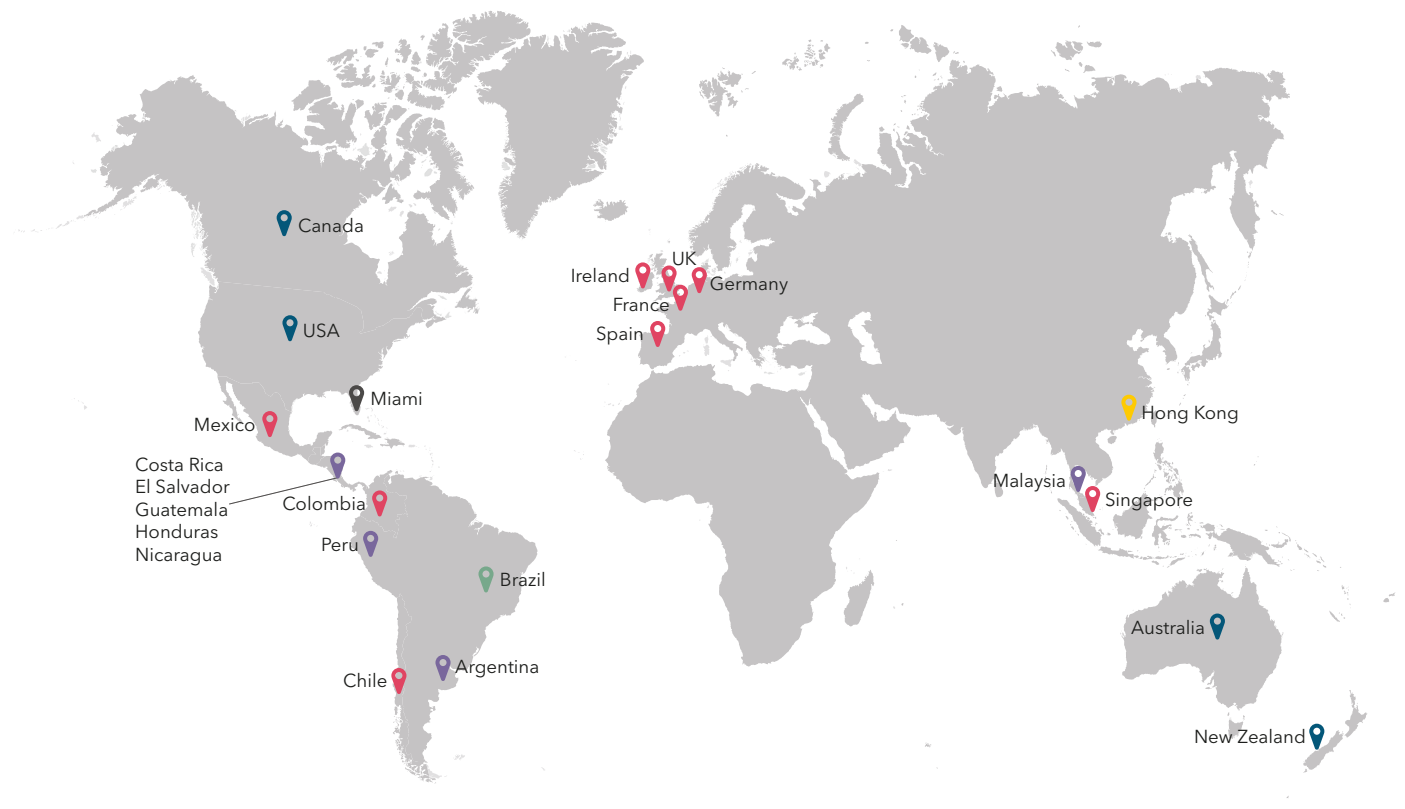 Canada
UK
Ireland
Germany
France
USA
Spain
Miami
Hong Kong
Mexico
Costa Rica
El Salvador
Guatemala
Honduras
Nicaragua
Malaysia
Singapore
Colombia
Peru
Brazil
Australia
Argentina
Chile
New Zealand